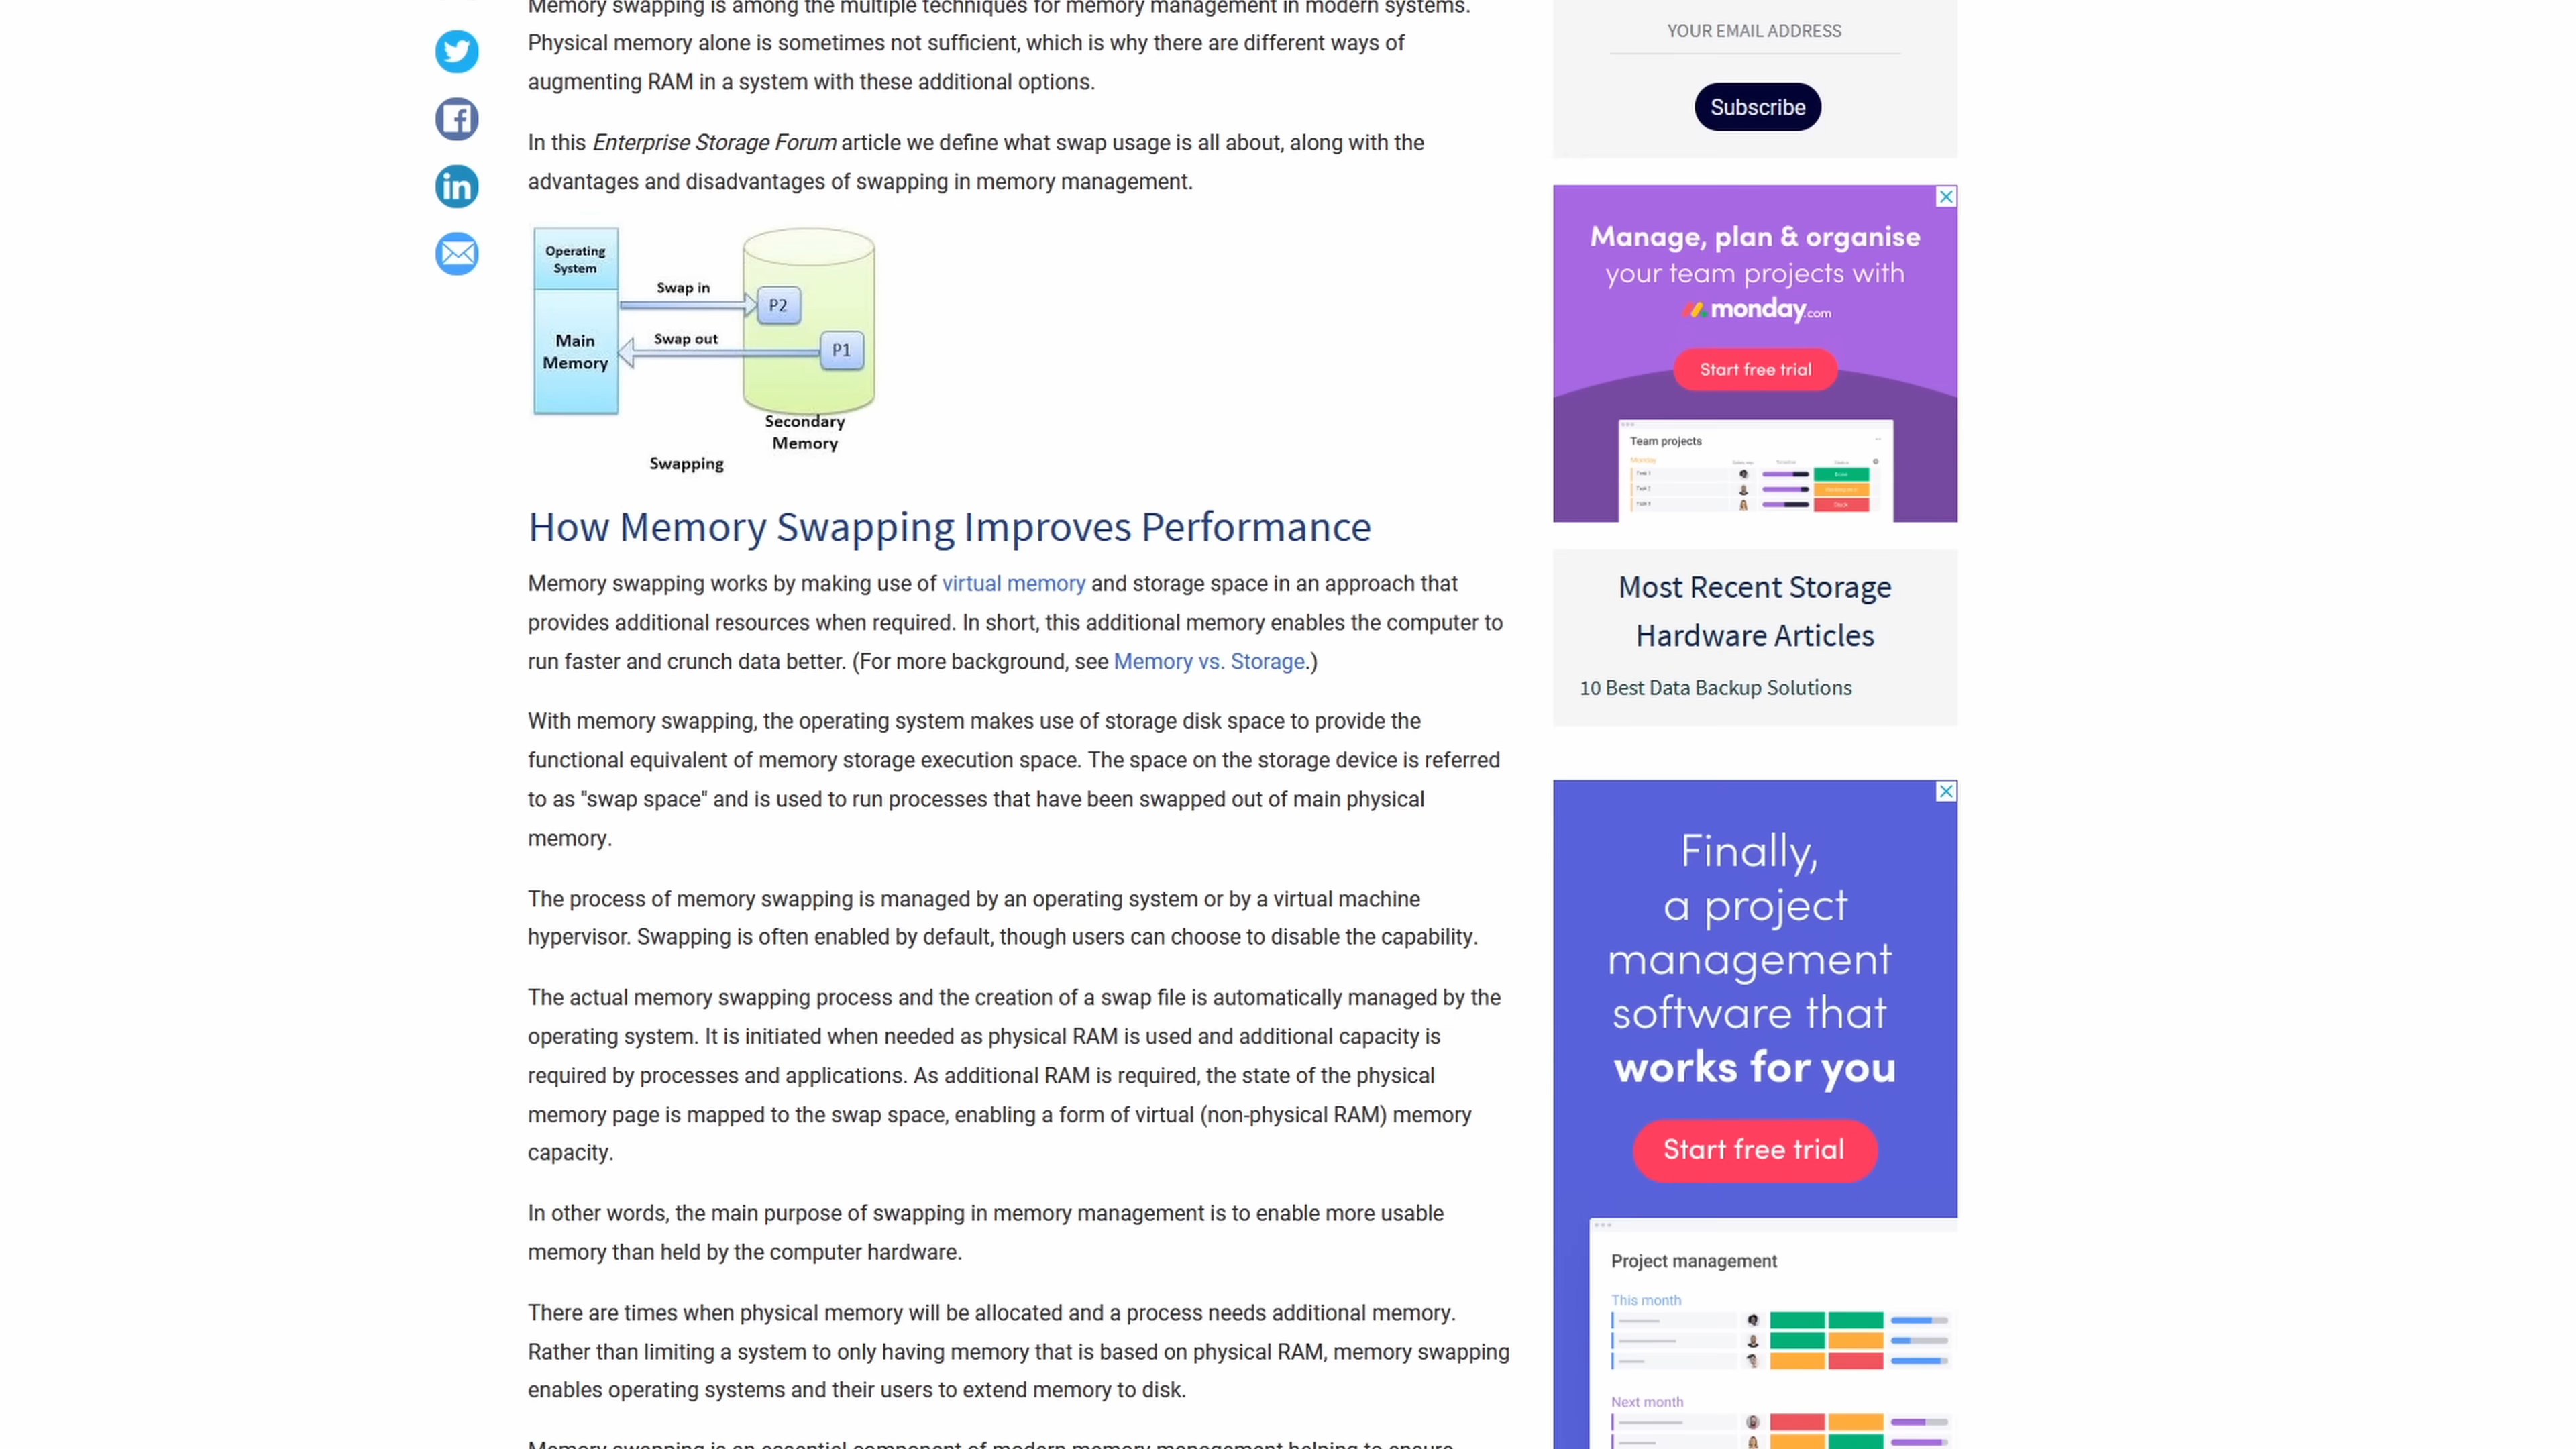 Memory swapping is among the multiple techniques for memory management in modern systems.
Physical memory alone is sometimes not sufficient, which is why there are different ways of
augmenting RAM in a system with these additional options.
In this Enterprise Storage Forum article we define what swap usage is all about, along with the
advantages and disadvantages of swapping in memory management.
Operating
System
Main
Memory
Swap in
P2
Swap out
P1
Secondary
Memory
Swapping
How Memory Swapping Improves Performance
Memory swapping works by making use of virtual memory and storage space in an approach that
provides additional resources when required. In short, this additional memory enables the computer to
run faster and crunch data better. (For more background, see Memory vs. Storage.)
With memory swapping, the operating system makes use of storage disk space to provide the
functional equivalent of memory storage execution space. The space on the storage device is referred
to as "swap space" and is used to run processes that have been swapped out of main physical
memory.
The process of memory swapping is managed by an operating system or by a virtual machine
hypervisor. Swapping is often enabled by default, though users can choose to disable the capability.
The actual memory swapping process and the creation of a swap file is automatically managed by the
operating system. It is initiated when needed as physical RAM is used and additional capacity is
required by processes and applications. As additional RAM is required, the state of the physical
memory page is mapped to the swap space, enabling a form of virtual (non-physical RAM) memory
capacity.
In other words, the main purpose of swapping in memory management is to enable more usable
memory than held by the computer hardware.
There are times when physical memory will be allocated and a process needs additional memory.
Rather than limiting a system to only having memory that is based on physical RAM, memory swapping
enables operating systems and their users to extend memory to disk.
Memory swapping is an essential component of modern memory management helping to ensure
YOUR EMAIL ADDRESS
Subscribe
Manage, plan & organise
your team projects with
monday.com
Start free trial
Team projects
Monday
Task 1
Task 2
Most Recent Storage
Hardware Articles
10 Best Data Backup Solutions
Finally,
a project
management
software that
works for you
Start free trial
Project management
This month
Next month